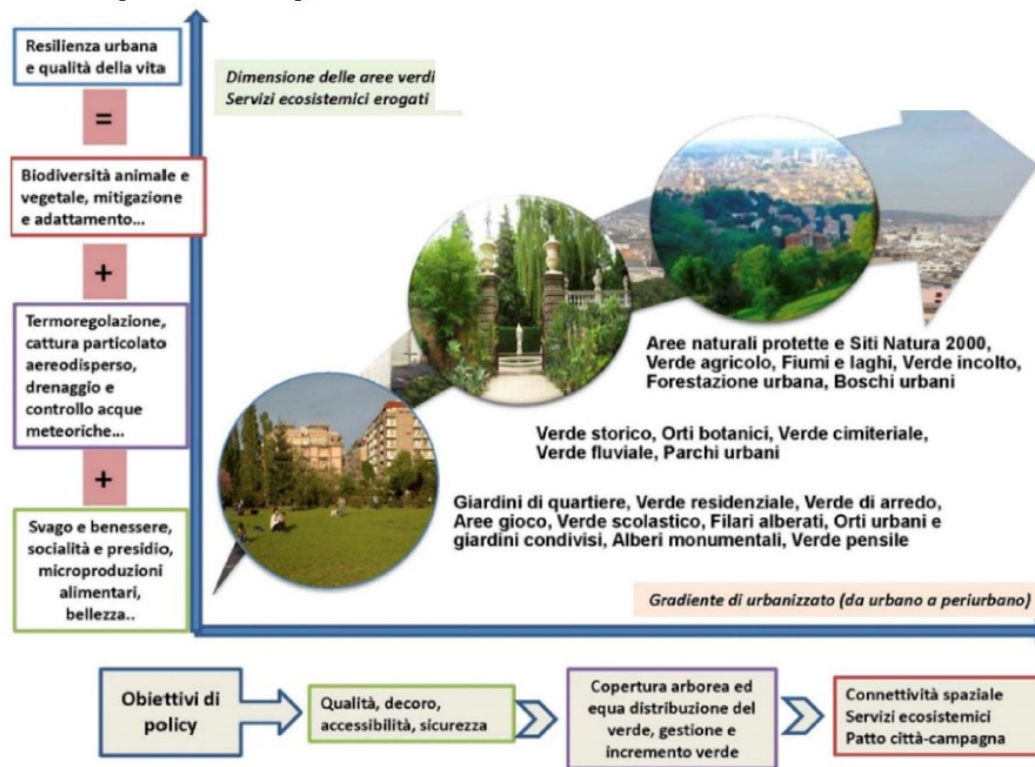 Resilienza urbana
e qualità della vita
=
Biodiversità animale e
vegetale, mitigazione
e adattamento...
+
Termoregolazione,
cattura particolato
aereodisperso,
drenaggio e
controllo acque
meteoriche...
+
Svago e benessere,
socialità e presidio,
microproduzioni
alimentari,
bellezza..
Dimensione delle aree verdi
Servizi ecosistemici erogati
Aree naturali protette e Siti Natura 2000,
Verde agricolo, Fiumi e laghi, Verde incolto,
Forestazione urbana, Boschi urbani
Verde storico, Orti botanici, Verde cimiteriale,
Verde fluviale, Parchi urbani
Giardini di quartiere, Verde residenziale, Verde di arredo,
Aree gioco, Verde scolastico, Filari alberati, Orti urbani e
giardini condivisi, Alberi monumentali, Verde pensile
Gradiente di urbanizzato (da urbano a periurbano)
Obiettivi di
policy
Qualità, decoro,
accessibilità, sicurezza
Copertura arborea ed
equa distribuzione del
verde, gestione e
incremento verde
Connettività spaziale
Servizi ecosistemici
Patto città-campagna